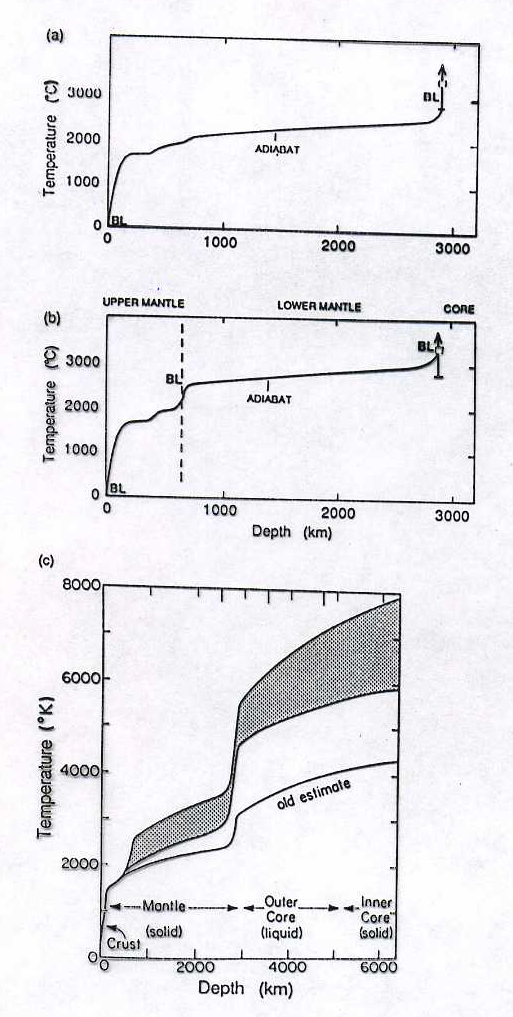 (a)
Temperature (°C)
3000
2000
1000
0
BL
ADIABAT
BL
0 1000 2000 3000
UPPER MANTLE LOWER MANTLE CORE
(b)
Temperature (°C)
3000
2000
1000
0
BL
BL
ADIABAT
BL
0 1000 2000 3000
Depth (km)
(c)
Temperature (°K)
8000
6000
4000
2000
0
old estimate
Mantle
(solid)
Outer
Core
(liquid)
Inner
Core
(solid)
Crust
0 2000 4000 6000
Depth (km)